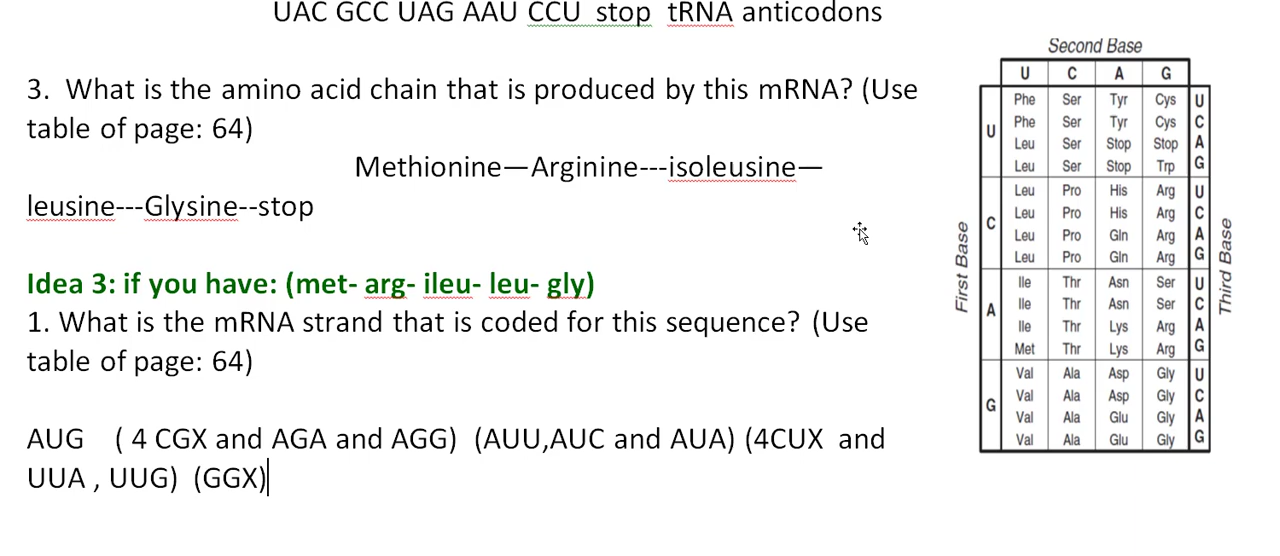 UAC GCC UAG AAU CCU  stop  tRNA anticodons
3.  What is the amino acid chain that is produced by this mRNA? (Use
table of page: 64)
Methionine—Arginine---isoleusine—
leusine---Glysine--stop
Idea 3: if you have: (met- arg- ileu- leu- gly)
1. What is the mRNA strand that is coded for this sequence? (Use
table of page: 64)
AUG    ( 4 CGX and AGA and AGG)  (AUU,AUC and AUA) (4CUX  and
UUA , UUG)  (GGX)
Second Base
U C A G
First Base
Third Base
U
Phe Ser Tyr Cys U
Phe Ser Tyr Cys C
Leu Ser Stop Stop A
Leu Ser Stop Trp G
C
Leu Pro His Arg U
Leu Pro His Arg C
Leu Pro Gln Arg A
Leu Pro Gln Arg G
A
Ile Thr Asn Ser U
Ile Thr Asn Ser C
Ile Thr Lys Arg A
Met Thr Lys Arg G
G
Val Ala Asp Gly U
Val Ala Asp Gly C
Val Ala Glu Gly A
Val Ala Glu Gly G